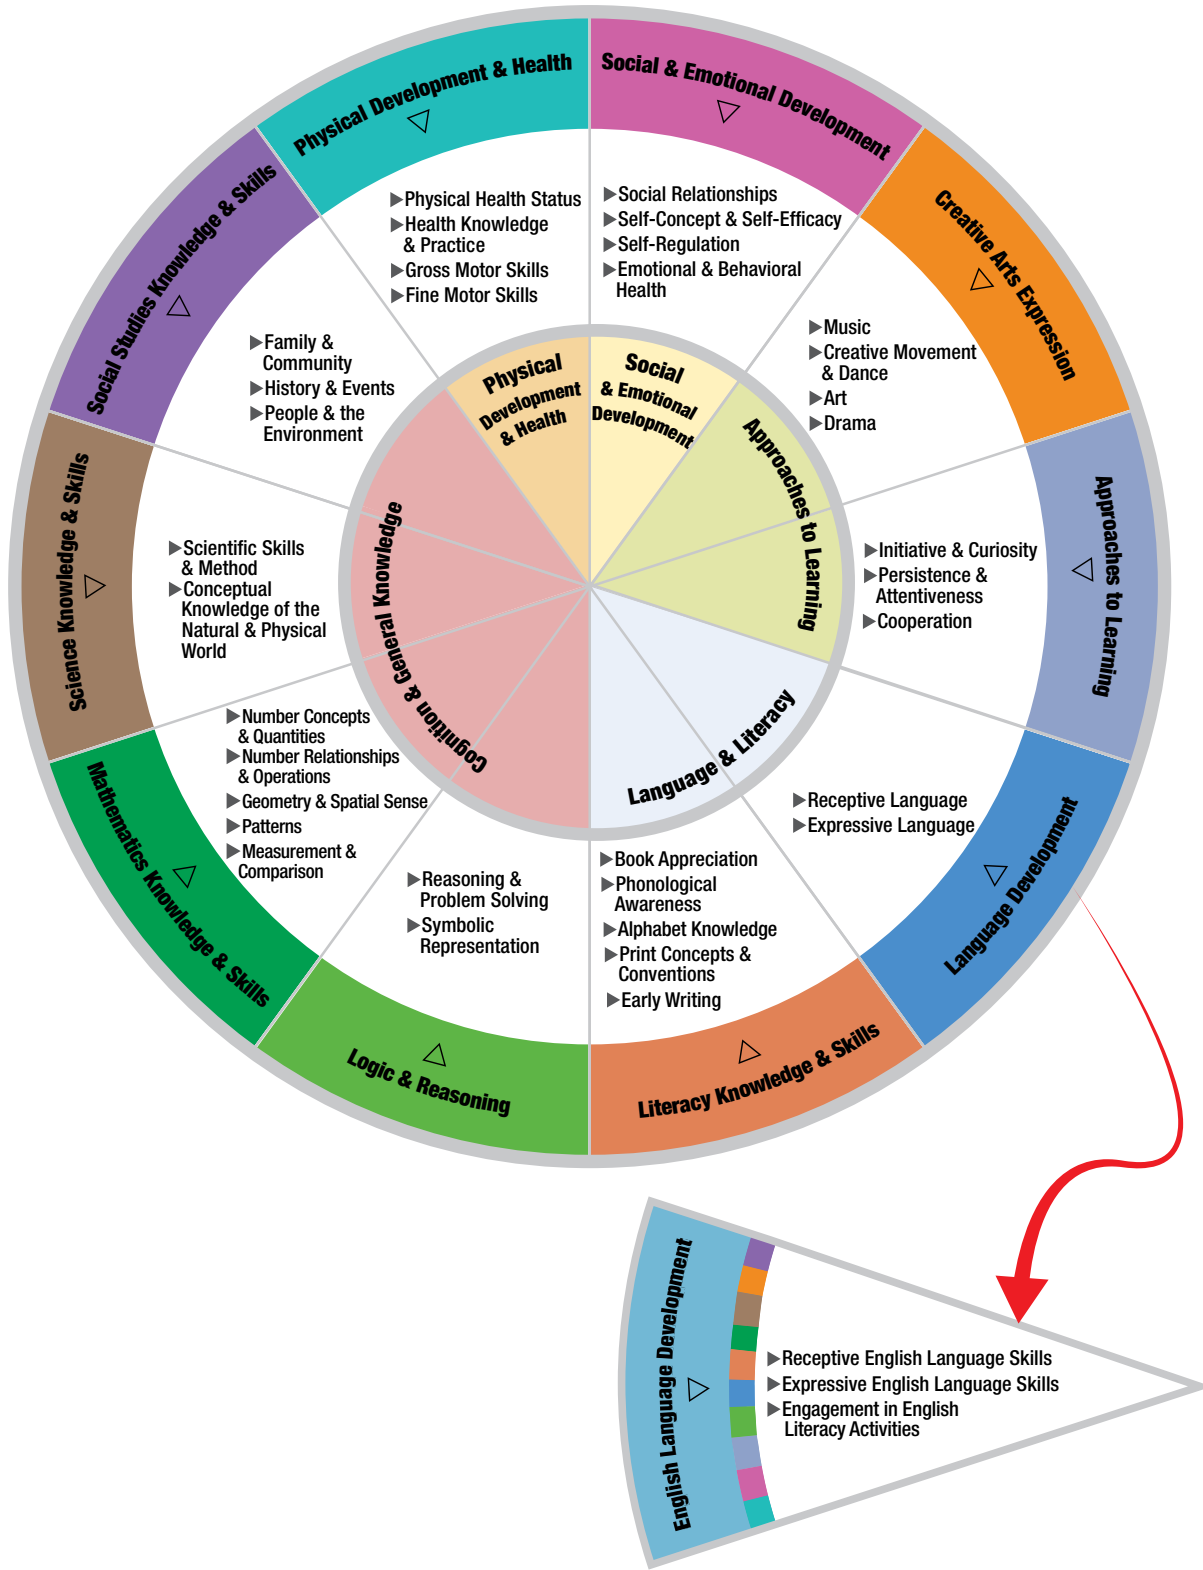 Physical Development & Health
Physical Health Status
Health Knowledge
& Practice
Gross Motor Skills
Fine Motor Skills
Social & Emotional Development
Social Relationships
Self-Concept & Self-Efficacy
Self-Regulation
Emotional & Behavioral
Health
Creative Arts Expression
Music
Creative Movement
& Dance
Art
Drama
Approaches to Learning
Initiative & Curiosity
Persistence &
Attentiveness
Cooperation
Language Development
Receptive Language
Expressive Language
Literacy Knowledge & Skills
Book Appreciation
Phonological
Awareness
Alphabet Knowledge
Print Concepts &
Conventions
Early Writing
Logic & Reasoning
Reasoning &
Problem Solving
Symbolic
Representation
Mathematics Knowledge & Skills
Number Concepts
& Quantities
Number Relationships
& Operations
Geometry & Spatial Sense
Patterns
Measurement &
Comparison
Science Knowledge & Skills
Scientific Skills
& Method
Conceptual
Knowledge of the
Natural & Physical
World
Social Studies Knowledge & Skills
Family &
Community
History & Events
People & the
Environment
Physical
Development
& Health
Social
& Emotional
Development
Approaches to Learning
Language & Literacy
Cognition & General Knowledge
English Language Development
Receptive English Language Skills
Expressive English Language Skills
Engagement in English
Literacy Activities